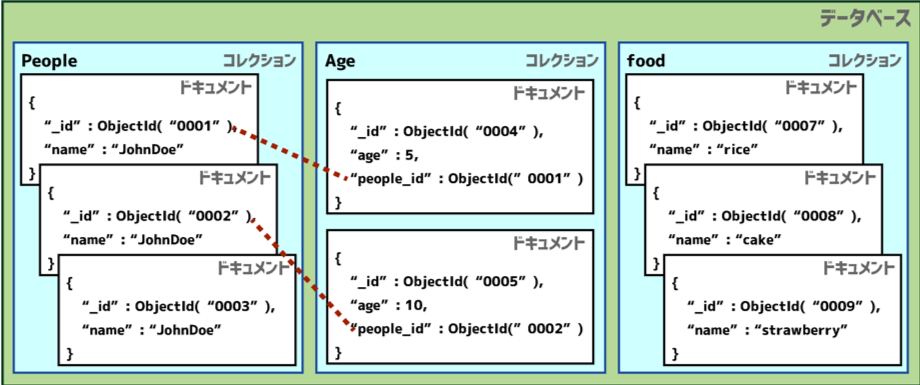 データベース
People
コレクション
ドキュメント
{
“_id” : ObjectId( “0001” ),
“name” : “JohnDoe”
}
ドキュメント
{
“_id” : ObjectId( “0002” ),
“name” : “JohnDoe”
}
ドキュメント
{
“_id” : ObjectId( “0003” ),
“name” : “JohnDoe”
}
Age
コレクション
ドキュメント
{
“_id” : ObjectId( “0004” ),
“age” : 5,
“people_id” : ObjectId(” 0001” )
}
ドキュメント
{
“_id” : ObjectId( “0005” ),
“age” : 10,
“people_id” : ObjectId(” 0002” )
}
food
コレクション
ドキュメント
{
“_id” : ObjectId( “0007” ),
“name” : “rice”
}
ドキュメント
{
“_id” : ObjectId( “0008” ),
“name” : “cake”
}
ドキュメント
{
“_id” : ObjectId( “0009” ),
“name” : “strawberry”
}